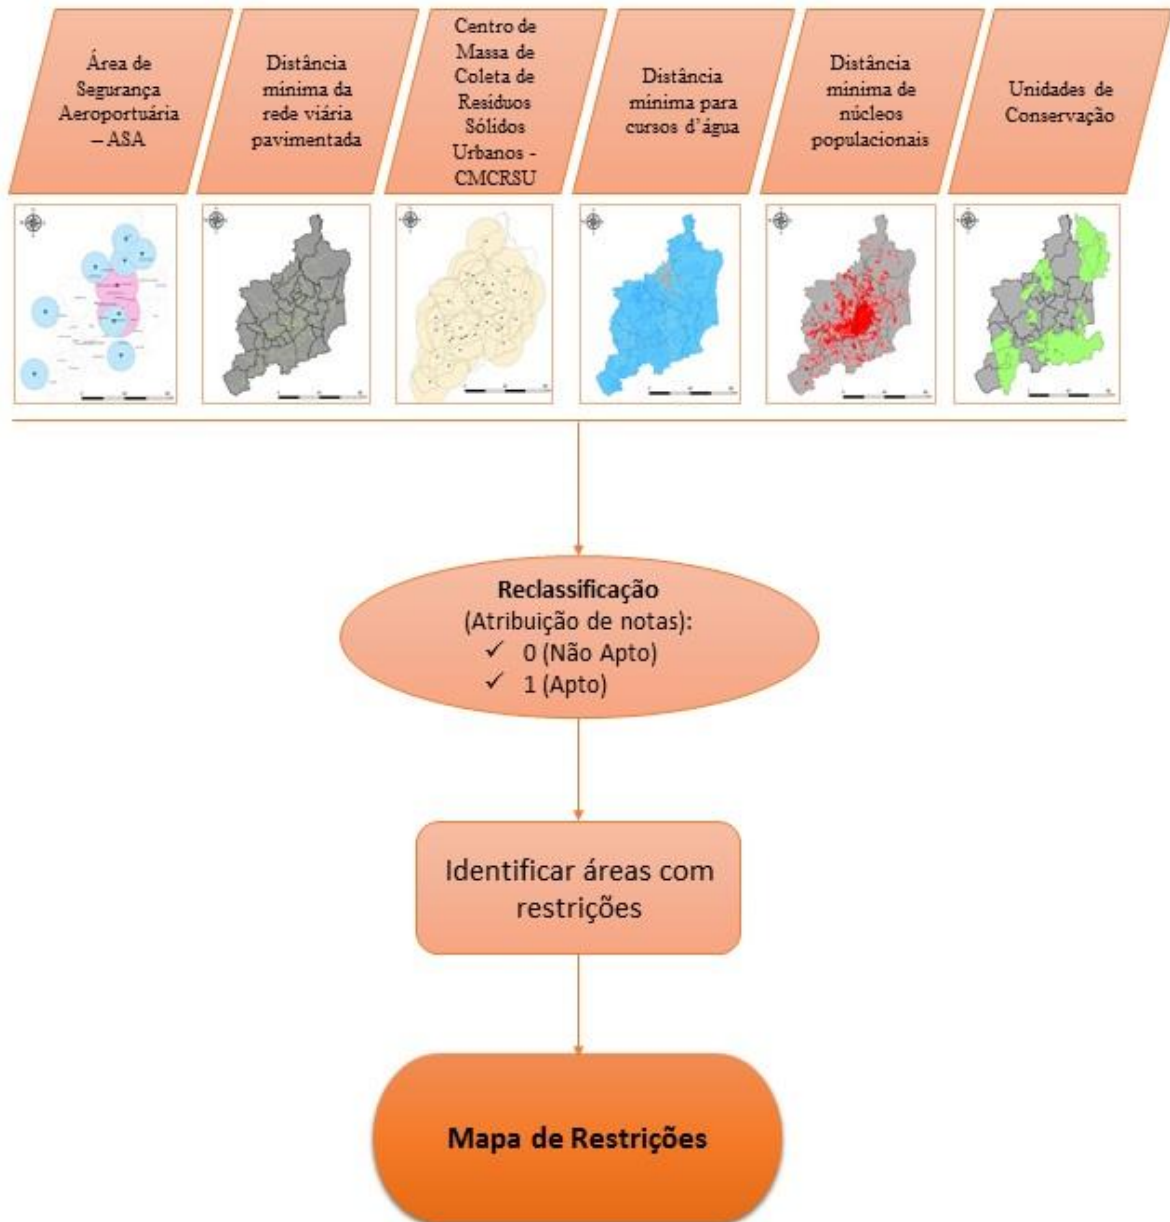 Área de
Segurança
Aeroportuária
– ASA
Distância
mínima da
rede viária
pavimentada
Centro de
Massa de
Coleta de
Resíduos
Sólidos
Urbanos -
CMCRSU
Distância
mínima para
cursos d’água
Distância
mínima de
núcleos
populacionais
Unidades de
Conservação
Reclassificação
(Atribuição de notas):
✓ 0 (Não Apto)
✓ 1 (Apto)
Identificar áreas com
restrições
Mapa de Restrições